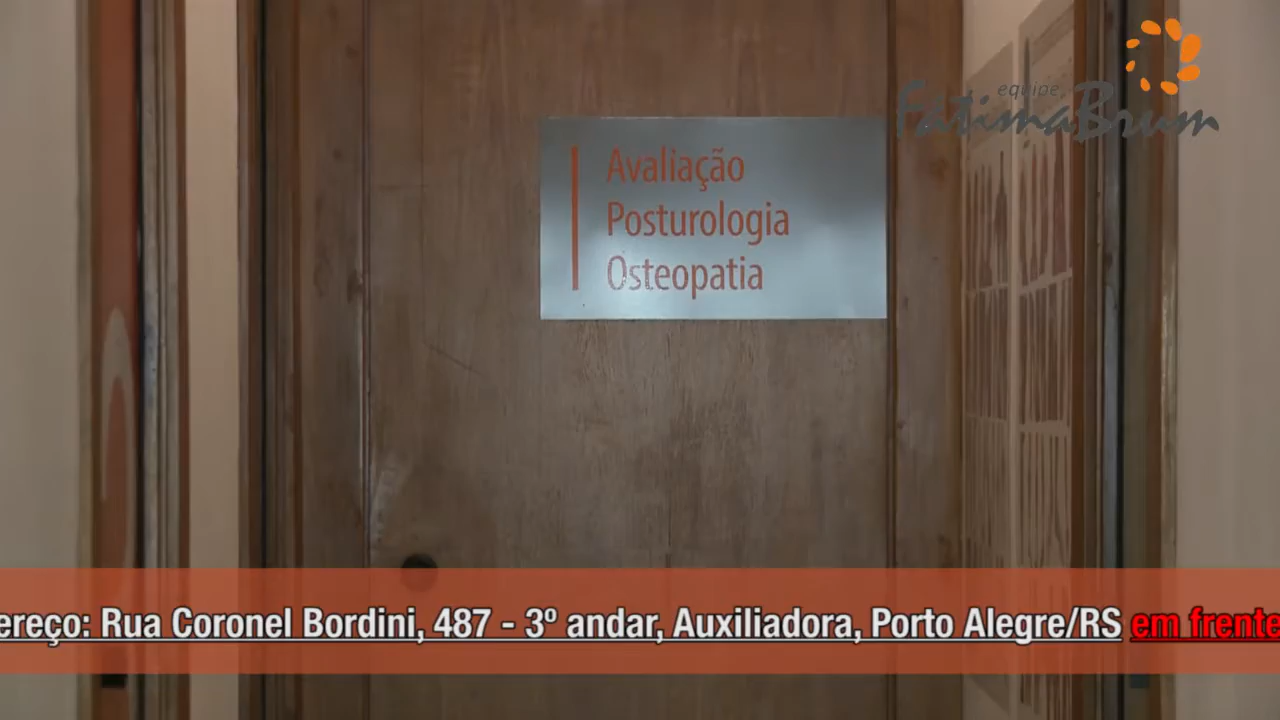 equipe
FátimaBrum
Avaliação
Posturologia
Osteopatia
ereço: Rua Coronel Bordini, 487 - 3º andar, Auxiliadora, Porto Alegre/RS em frente